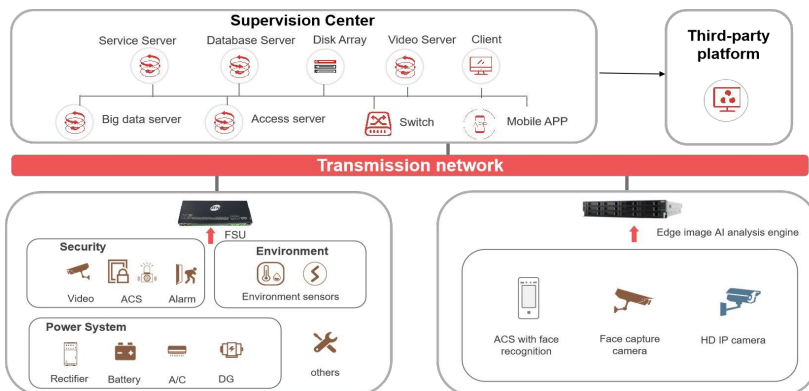 Supervision Center
Service Server
Database Server
Disk Array
Video Server
Client
Big data server
Access server
Switch
Mobile APP
Third-party
platform
Transmission network
FSU
Security
Video
ACS
Alarm
Environment
Environment sensors
Power System
Rectifier
Battery
A/C
DG
others
Edge image AI analysis engine
ACS with face
recognition
Face capture
camera
HD IP camera